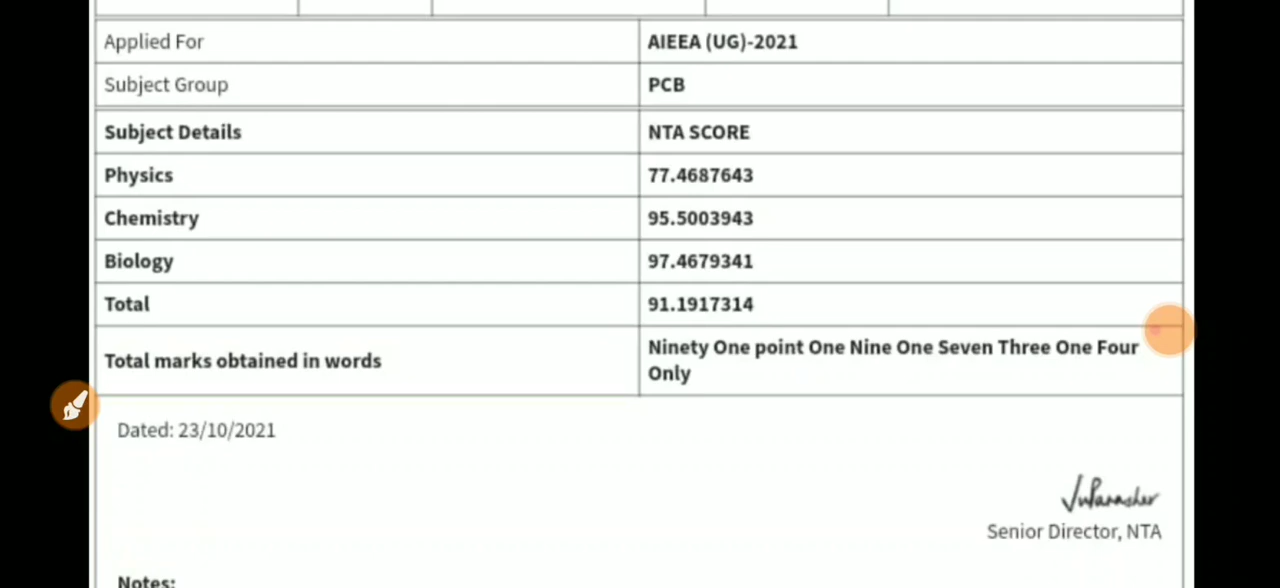 Applied For AIEEA (UG)-2021
Subject Group PCB
Subject Details NTA SCORE
Physics 77.4687643
Chemistry 95.5003943
Biology 97.4679341
Total 91.1917314
Total marks obtained in words Ninety One point One Nine One Seven Three One Four
Only
Dated: 23/10/2021
Senior Director, NTA
Notes: